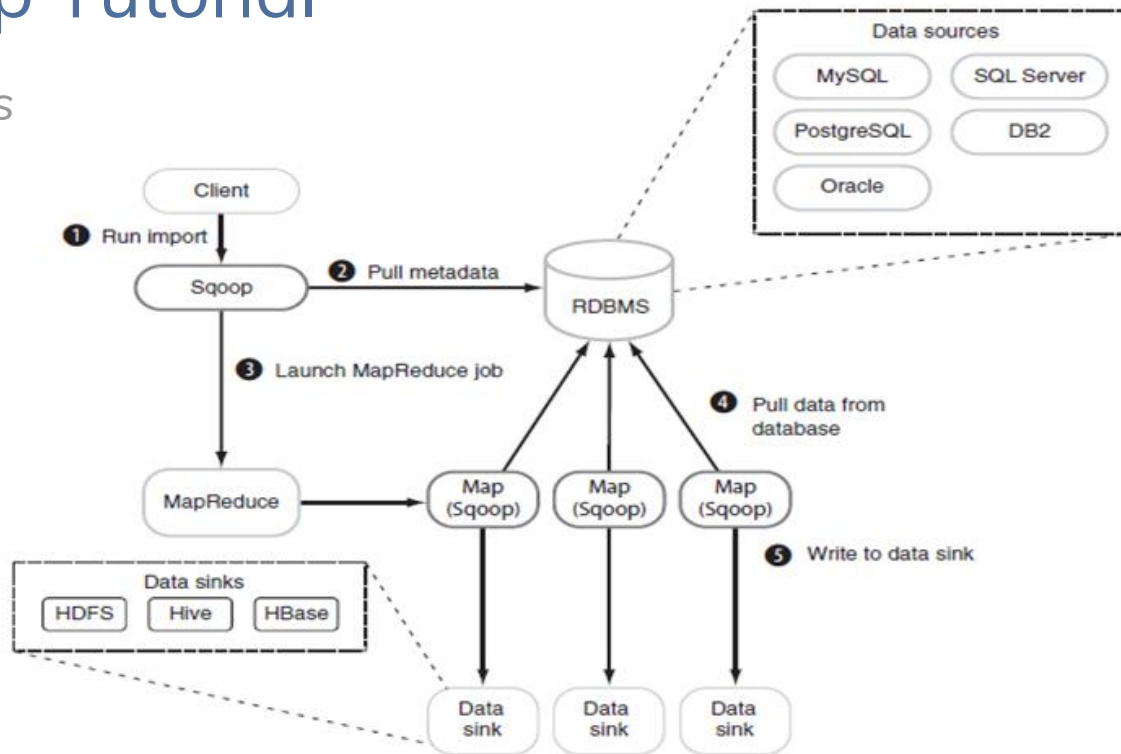 p Tutorial
s
Data sources
MySQL
SQL Server
PostgreSQL
DB2
Oracle
Client
1 Run import
Sqoop
2 Pull metadata
RDBMS
3 Launch MapReduce job
4 Pull data from
database
MapReduce
Map
(Sqoop)
Map
(Sqoop)
Map
(Sqoop)
5 Write to data sink
Data sinks
HDFS
Hive
HBase
Data
sink
Data
sink
Data
sink